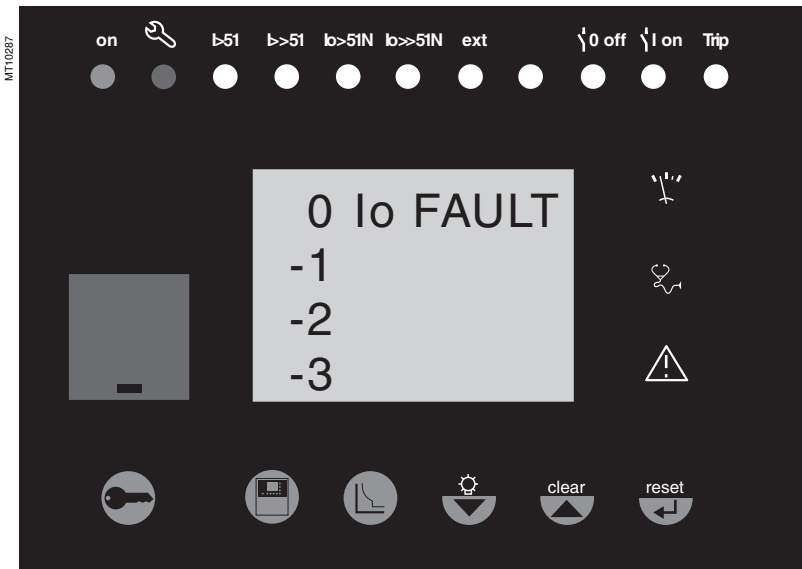 MT10287
on I>51 I>>51 Io>51N Io>>51N ext 0 off I on Trip
0 Io FAULT
-1
-2
-3
clear reset